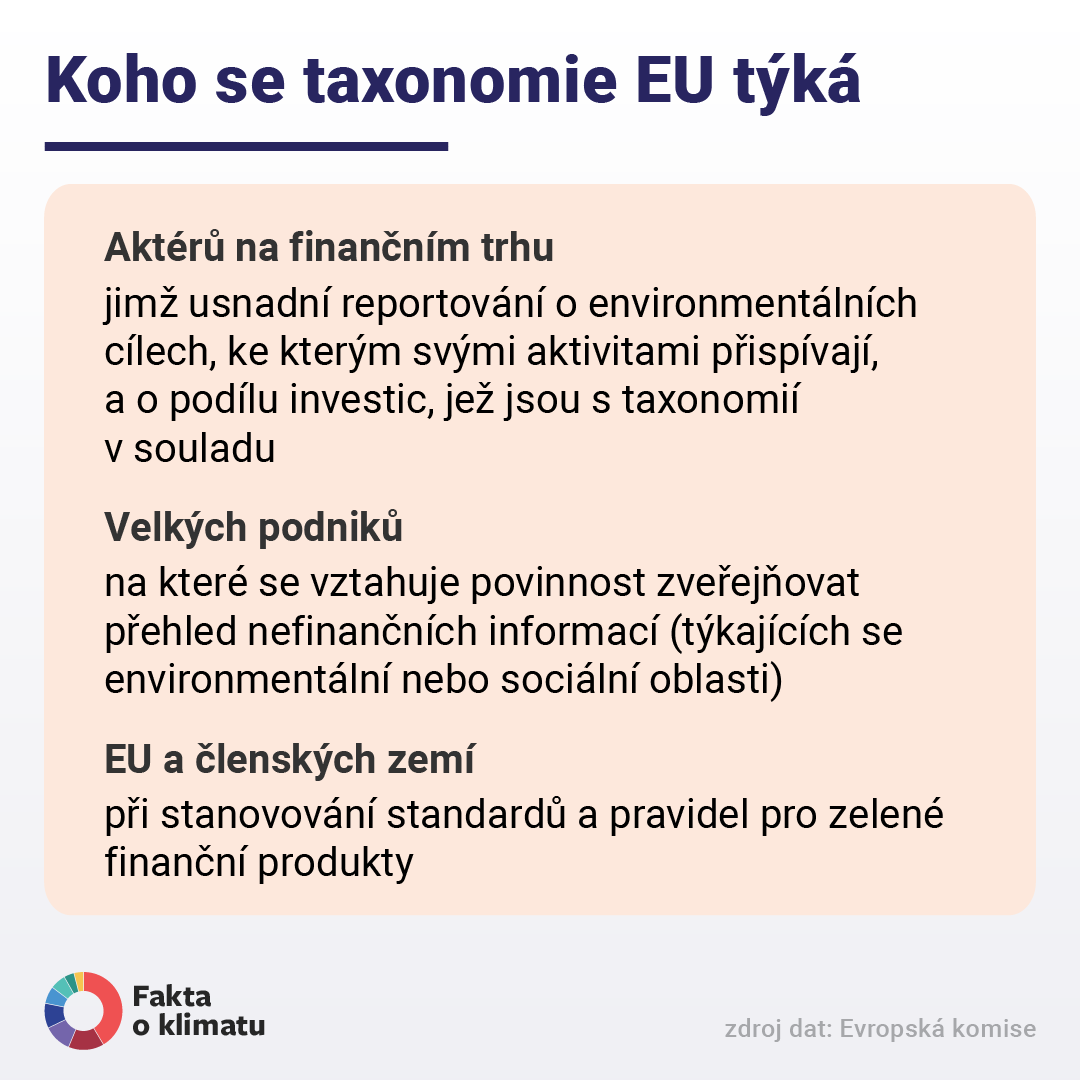 Koho se taxonomie EU týká
Aktérů na finančním trhu
jimž usnadní reportování o environmentálních
cílech, ke kterým svými aktivitami přispívají,
a o podílu investic, jež jsou s taxonomií
v souladu
Velkých podniků
na které se vztahuje povinnost zveřejňovat
přehled nefinančních informací (týkajících se
environmentální nebo sociální oblasti)
EU a členských zemí
při stanovování standardů a pravidel pro zelené
finanční produkty
Fakta
o klimatu
zdroj dat: Evropská komise